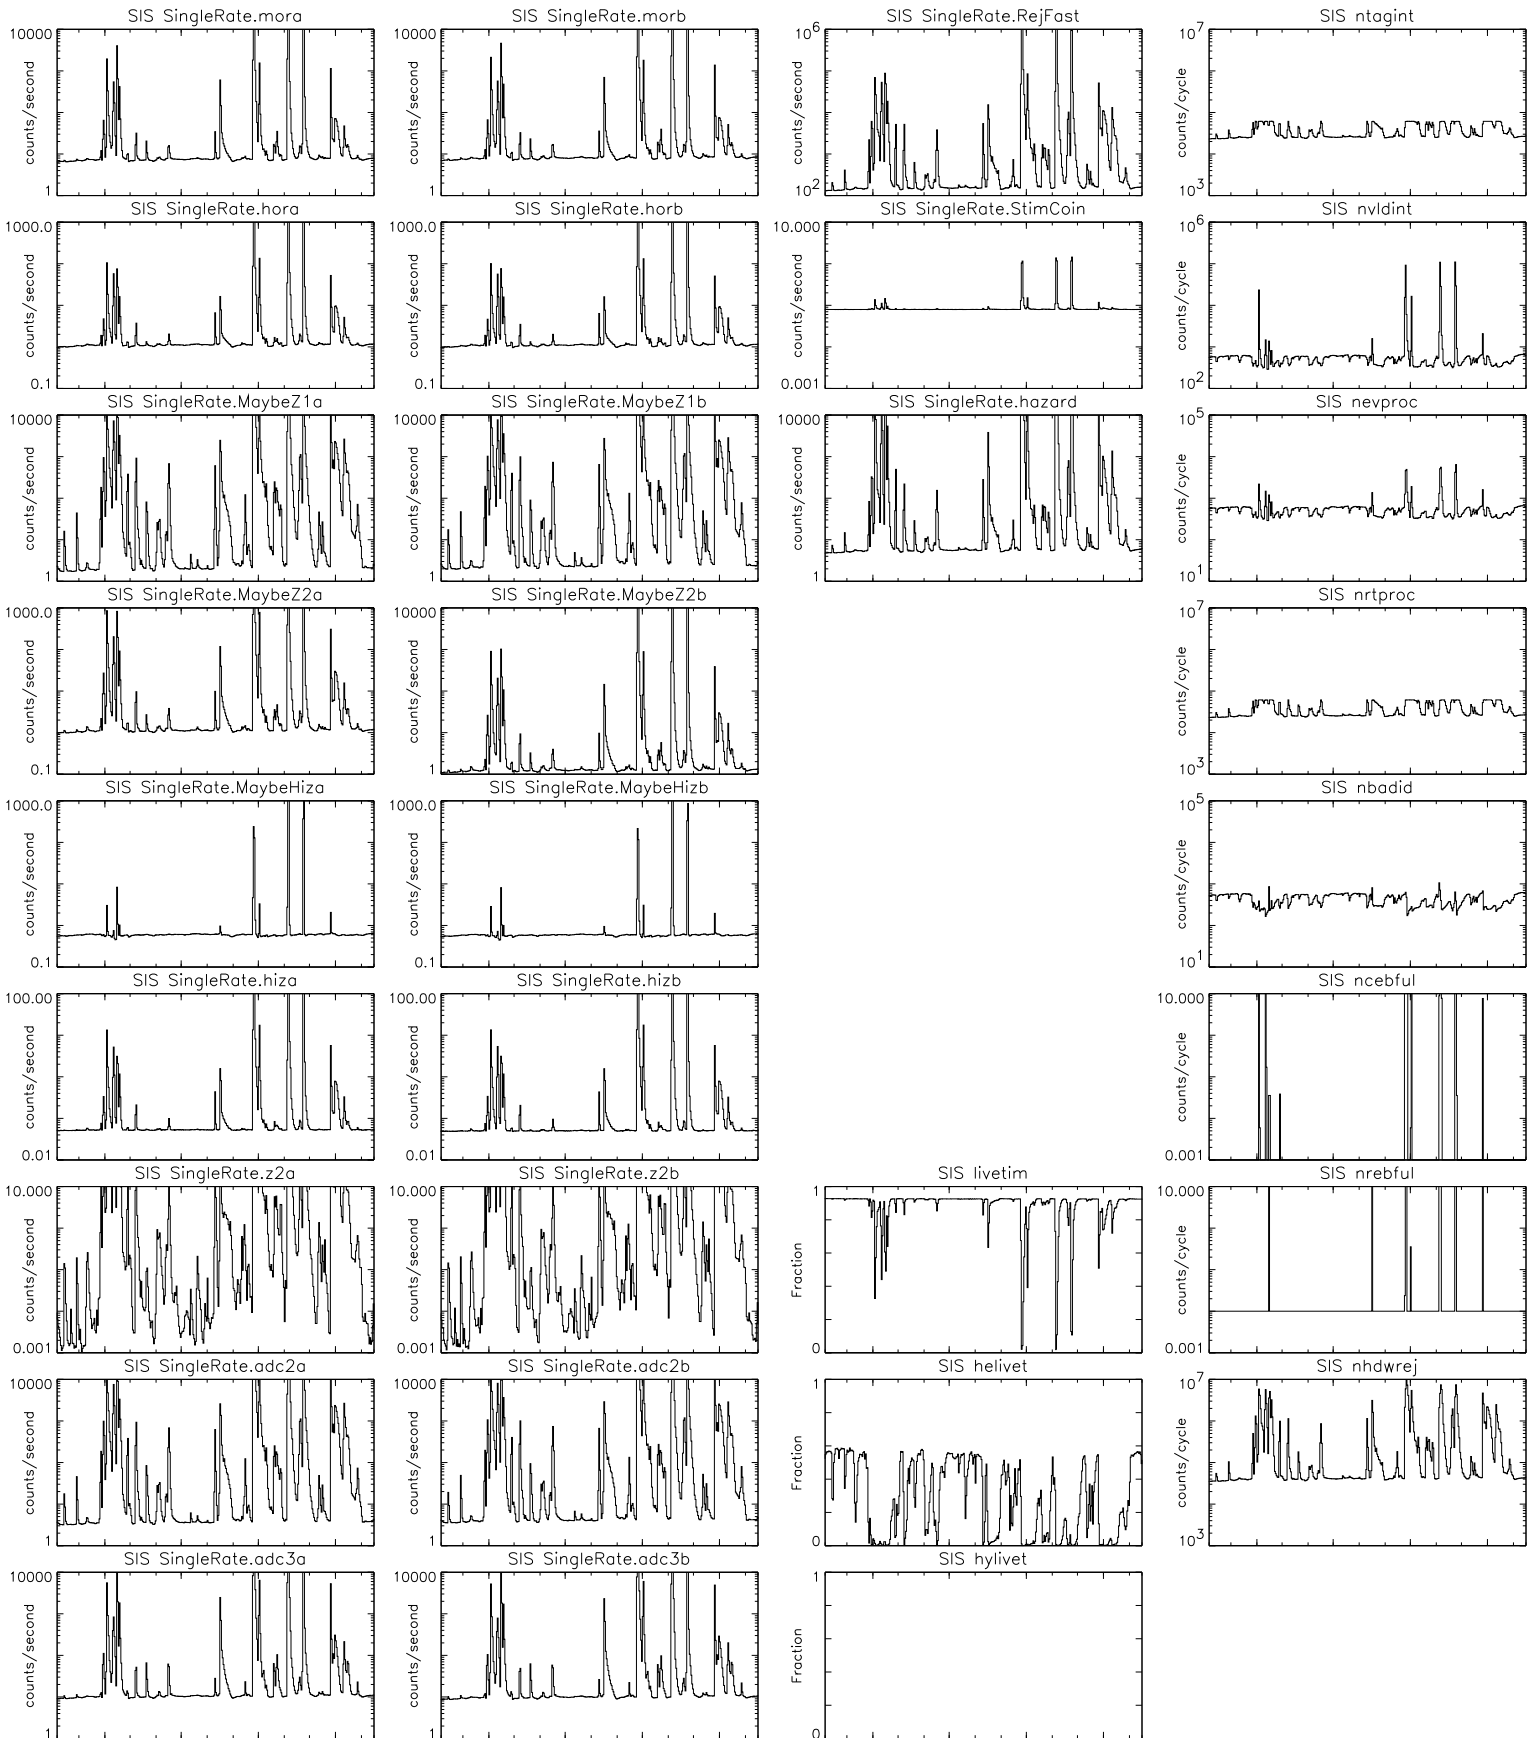 SIS SingleRate.mora
10000
counts/second
1
SIS SingleRate.morb
10000
counts/second
1
SIS SingleRate.RejFast
10^6
counts/second
10^2
SIS ntagint
10^7
counts/cycle
10^3
SIS SingleRate.hora
1000.0
counts/second
0.1
SIS SingleRate.horb
1000.0
counts/second
0.1
SIS SingleRate.StimCoin
10.000
counts/second
0.001
SIS nvldint
10^6
counts/cycle
10^2
SIS SingleRate.MaybeZ1a
10000
counts/second
1
SIS SingleRate.MaybeZ1b
10000
counts/second
1
SIS SingleRate.hazard
10000
counts/second
1
SIS nevproc
10^5
counts/cycle
10^1
SIS SingleRate.MaybeZ2a
1000.0
counts/second
0.1
SIS SingleRate.MaybeZ2b
10000
counts/second
1
SIS nrtproc
10^7
counts/cycle
10^3
SIS SingleRate.MaybeHiza
1000.0
counts/second
0.1
SIS SingleRate.MaybeHizb
1000.0
counts/second
0.1
SIS nbadid
10^5
counts/cycle
10^1
SIS SingleRate.hiza
100.00
counts/second
0.01
SIS SingleRate.hizb
100.00
counts/second
0.01
SIS ncebful
10.000
counts/cycle
0.001
SIS SingleRate.z2a
10.000
counts/second
0.001
SIS SingleRate.z2b
10.000
counts/second
0.001
SIS livetim
1
Fraction
0
SIS nrebful
10.000
counts/cycle
0.001
SIS SingleRate.adc2a
10000
counts/second
1
SIS SingleRate.adc2b
10000
counts/second
1
SIS helivet
1
Fraction
0
SIS nhdwrej
10^7
counts/cycle
10^3
SIS SingleRate.adc3a
10000
counts/second
1
SIS SingleRate.adc3b
10000
counts/second
1
SIS hylivet
1
Fraction
0